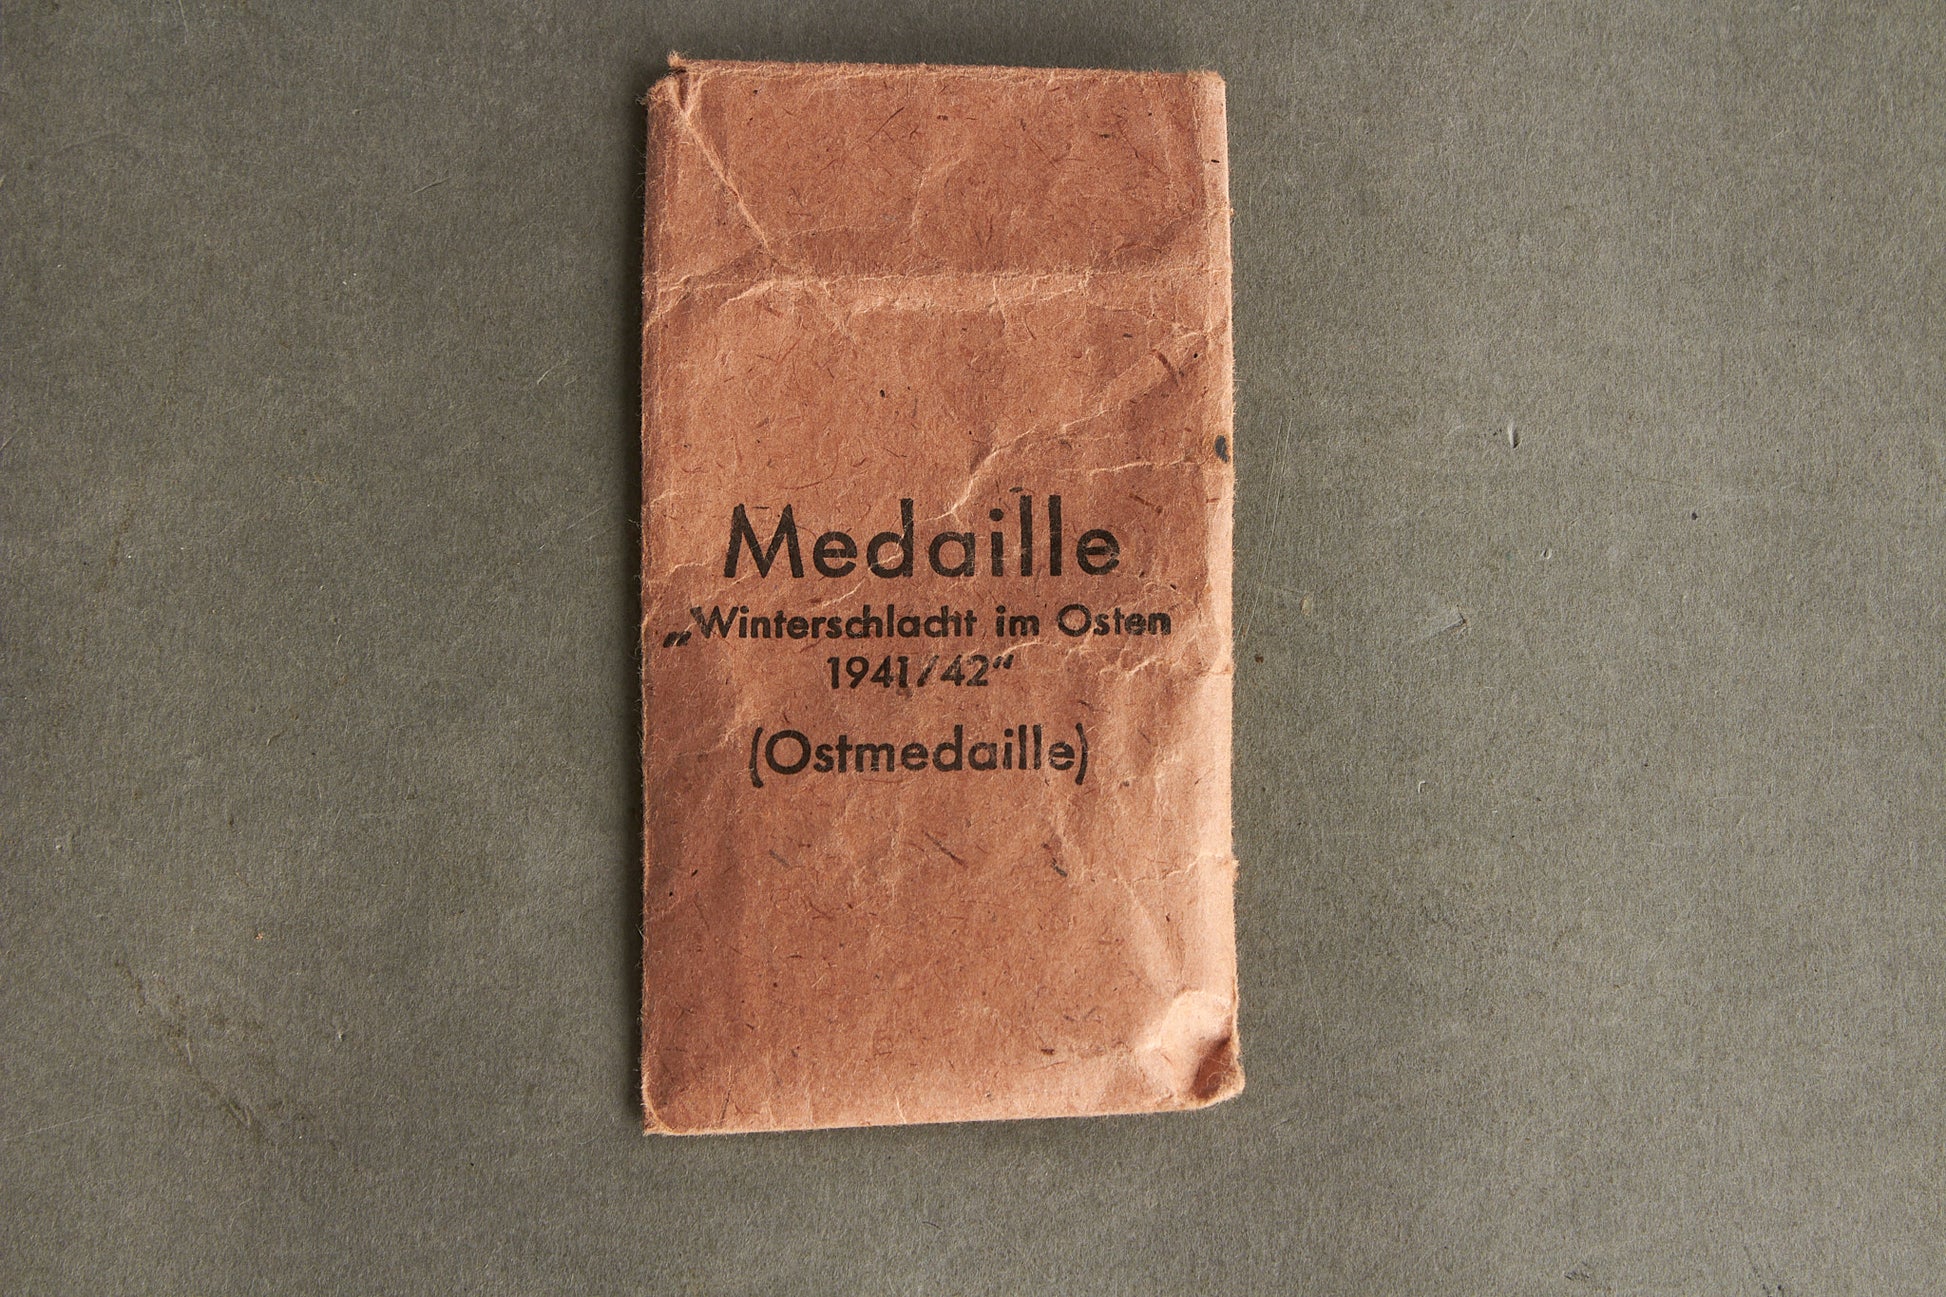 Medaille
„Winterschlacht im Osten
1941/42“
(Ostmedaille)